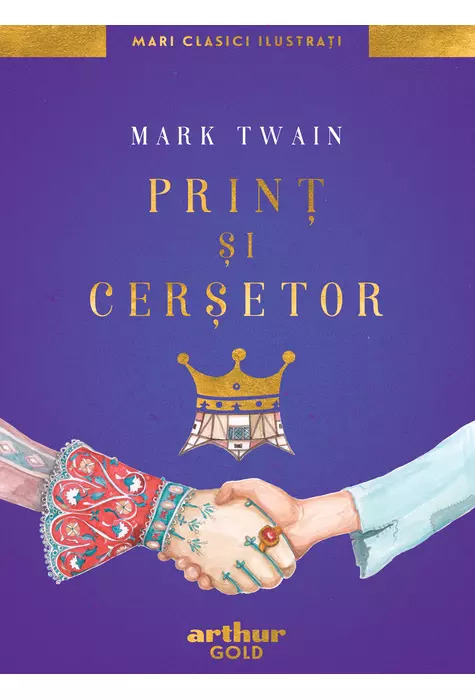 MARI CLASICI ILUSTRAȚI
MARK TWAIN
PRINȚ
ȘI
CERȘETOR
arthur
GOLD